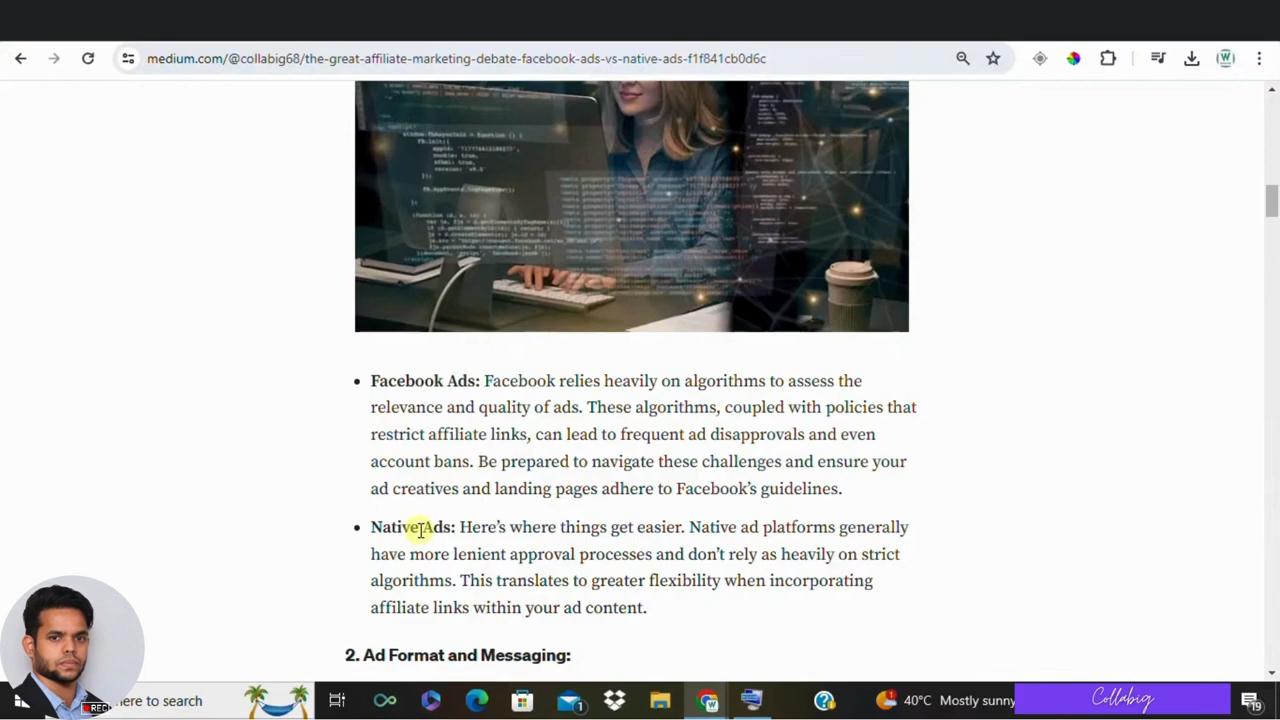 medium.com/@collabig68/the-great-affiliate-marketing-debate-facebook-ads-vs-native-ads-f1f841cb0d6c
• Facebook Ads: Facebook relies heavily on algorithms to assess the
relevance and quality of ads. These algorithms, coupled with policies that
restrict affiliate links, can lead to frequent ad disapprovals and even
account bans. Be prepared to navigate these challenges and ensure your
ad creatives and landing pages adhere to Facebook’s guidelines.
• Native Ads: Here’s where things get easier. Native ad platforms generally
have more lenient approval processes and don’t rely as heavily on strict
algorithms. This translates to greater flexibility when incorporating
affiliate links within your ad content.
2. Ad Format and Messaging:
REC
here to search
1
1
40°C Mostly sunny
Collabig
19